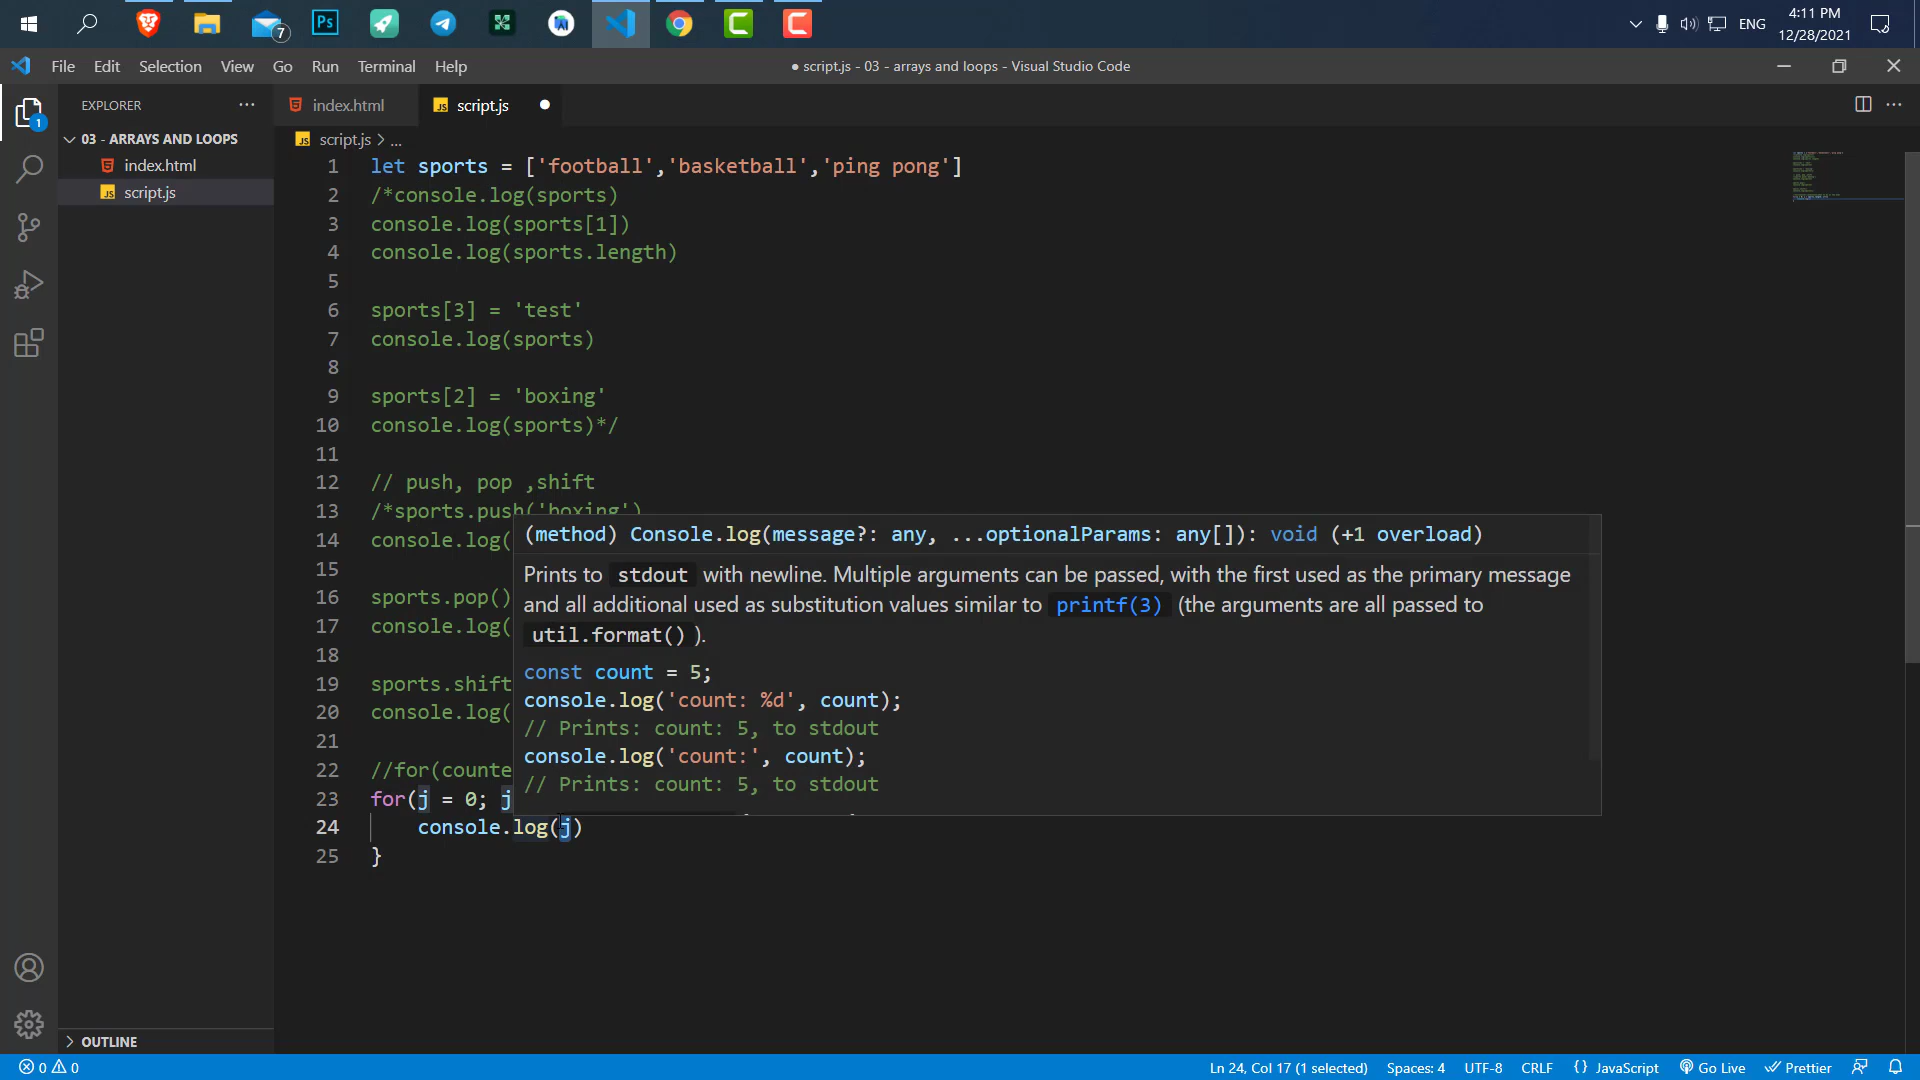 7
Ps
ENG
4:11 PM
12/28/2021
File Edit Selection View Go Run Terminal Help
● script.js - 03 - arrays and loops - Visual Studio Code
EXPLORER
index.html
script.js
1
03 - ARRAYS AND LOOPS
index.html
script.js
script.js > ...
1 let sports = ['football','basketball','ping pong']
2 /*console.log(sports)
3 console.log(sports[1])
4 console.log(sports.length)
5
6 sports[3] = 'test'
7 console.log(sports)
8
9 sports[2] = 'boxing'
10 console.log(sports)*/
11
12 // push, pop ,shift
13 /*sports.push('boxing')
14 console.log(
15
16 sports.pop()
17 console.log(
18
19 sports.shift
20 console.log(
21
22 //for(counte
23 for(j = 0; j
24 console.log(j)
25 }
(method) Console.log(message?: any, ...optionalParams: any[]): void (+1 overload)
Prints to stdout with newline. Multiple arguments can be passed, with the first used as the primary message
and all additional used as substitution values similar to printf(3) (the arguments are all passed to
util.format() ).
const count = 5;
console.log('count: %d', count);
// Prints: count: 5, to stdout
console.log('count:', count);
// Prints: count: 5, to stdout
OUTLINE
0 0
Ln 24, Col 17 (1 selected) Spaces: 4 UTF-8 CRLF {} JavaScript Go Live Prettier